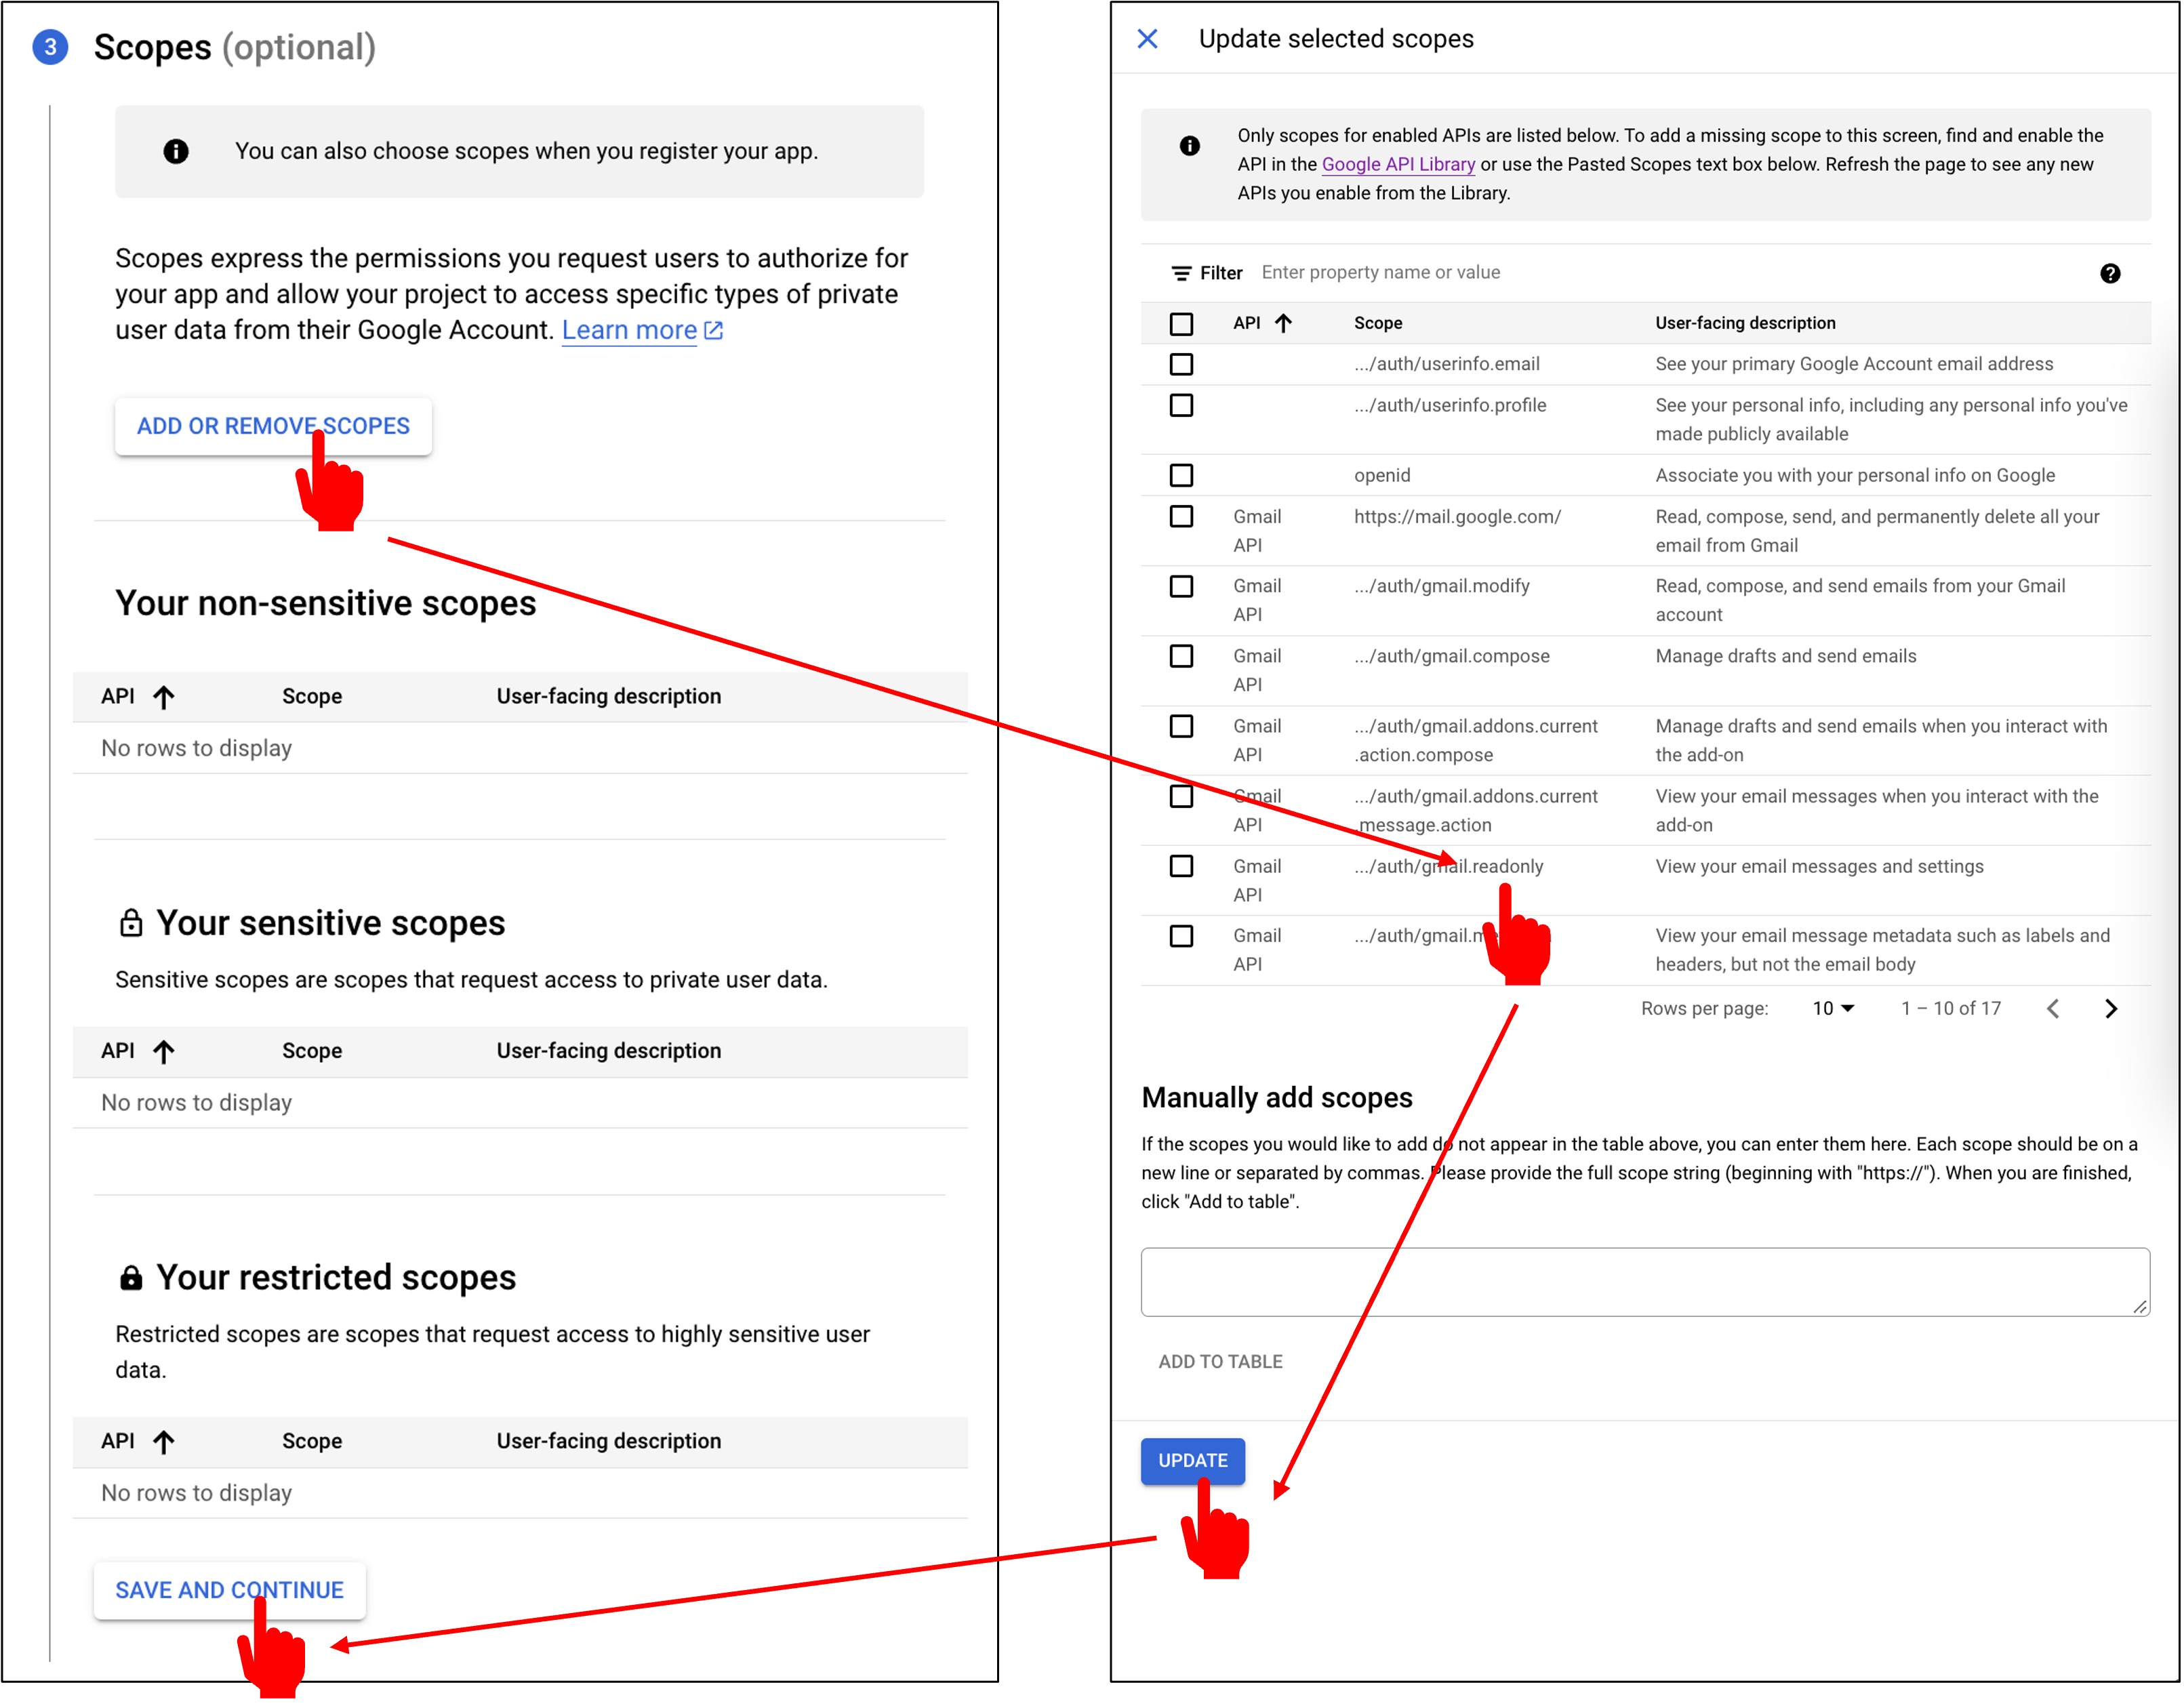 3 Scopes (optional)
You can also choose scopes when you register your app.
Scopes express the permissions you request users to authorize for
your app and allow your project to access specific types of private
user data from their Google Account. Learn more
ADD OR REMOVE SCOPES
Your non-sensitive scopes
API Scope User-facing description
No rows to display
Your sensitive scopes
Sensitive scopes are scopes that request access to private user data.
API Scope User-facing description
No rows to display
Your restricted scopes
Restricted scopes are scopes that request access to highly sensitive user
data.
API Scope User-facing description
No rows to display
SAVE AND CONTINUE
Update selected scopes
Only scopes for enabled APIs are listed below. To add a missing scope to this screen, find and enable the
API in the Google API Library or use the Pasted Scopes text box below. Refresh the page to see any new
APIs you enable from the Library.
Filter Enter property name or value
API Scope User-facing description
.../auth/userinfo.email See your primary Google Account email address
.../auth/userinfo.profile See your personal info, including any personal info you've
made publicly available
openid Associate you with your personal info on Google
Gmail https://mail.google.com/ Read, compose, send, and permanently delete all your
API email from Gmail
Gmail .../auth/gmail.modify Read, compose, and send emails from your Gmail
API account
Gmail .../auth/gmail.compose Manage drafts and send emails
API
Gmail .../auth/gmail.addons.current Manage drafts and send emails when you interact with
API .action.compose the add-on
Gmail .../auth/gmail.addons.current View your email messages when you interact with the
API .message.action add-on
Gmail .../auth/gmail.readonly View your email messages and settings
API
Gmail View your email message metadata such as labels and
API headers, but not the email body
Rows per page: 10 1 – 10 of 17
Manually add scopes
If the scopes you would like to add do not appear in the table above, you can enter them here. Each scope should be on a
new line or separated by commas. Please provide the full scope string (beginning with "https://"). When you are finished,
click "Add to table".
ADD TO TABLE
UPDATE